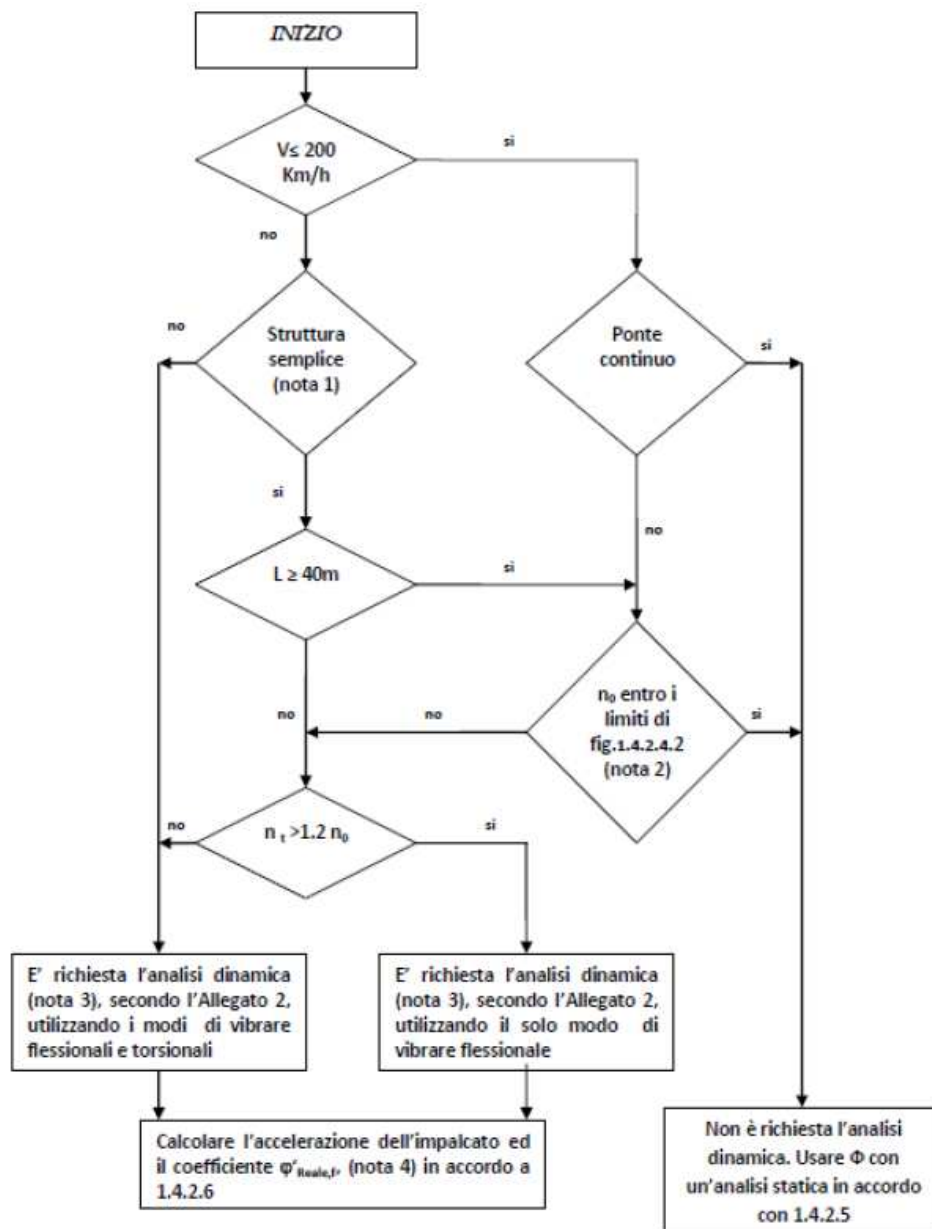 INIZIO
V≤ 200
Km/h
si
no
Struttura
semplice
(nota 1)
no
Ponte
continuo
si
si
no
L ≥ 40m
si
no
n₀ entro i
limiti di
fig.1.4.2.4.2
(nota 2)
no
si
n t >1.2 n₀
no
si
E' richiesta l'analisi dinamica
(nota 3), secondo l'Allegato 2,
utilizzando i modi di vibrare
flessionali e torsionali
E' richiesta l'analisi dinamica
(nota 3), secondo l'Allegato 2,
utilizzando il solo modo di
vibrare flessionale
Calcolare l'accelerazione dell'impalcato ed
il coefficiente φ'Reale,f, (nota 4) in accordo a
1.4.2.6
Non è richiesta l'analisi
dinamica. Usare Φ con
un'analisi statica in accordo
con 1.4.2.5